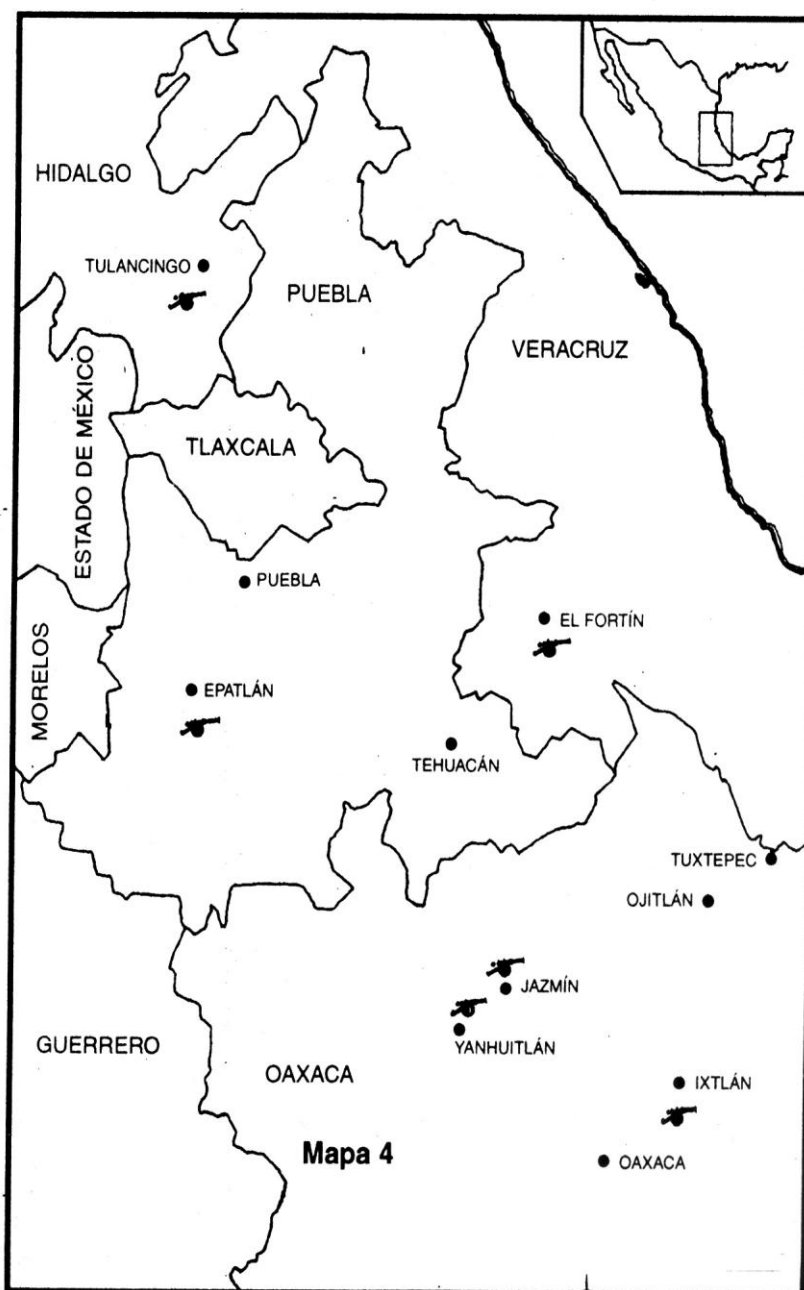 HIDALGO
TULANCINGO
PUEBLA
VERACRUZ
ESTADO DE MÉXICO
TLAXCALA
PUEBLA
EL FORTÍN
MORELOS
EPATLÁN
TEHUACÁN
TUXTEPEC
OJITLÁN
JAZMÍN
YANHUITLÁN
GUERRERO
OAXACA
IXTLÁN
Mapa 4
OAXACA